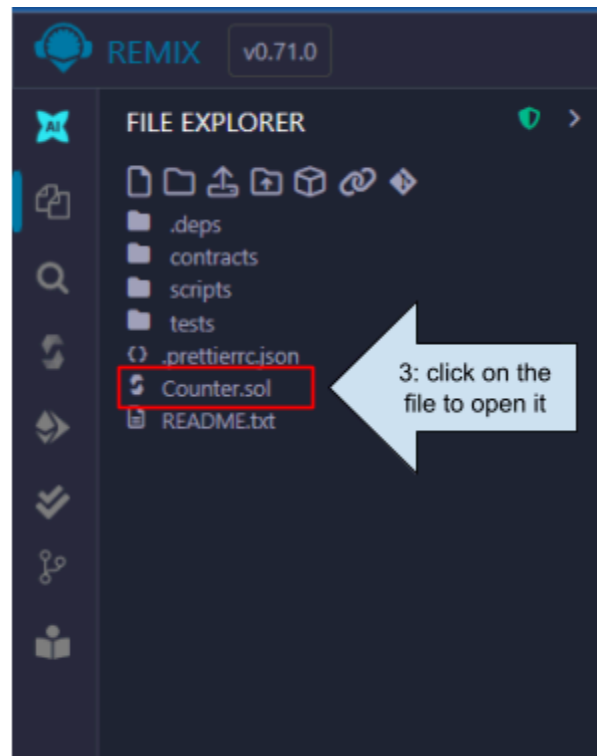 REMIX v0.71.0
AI
FILE EXPLORER
.deps
contracts
scripts
tests
.prettierrc.json
Counter.sol
README.txt
3: click on the
file to open it